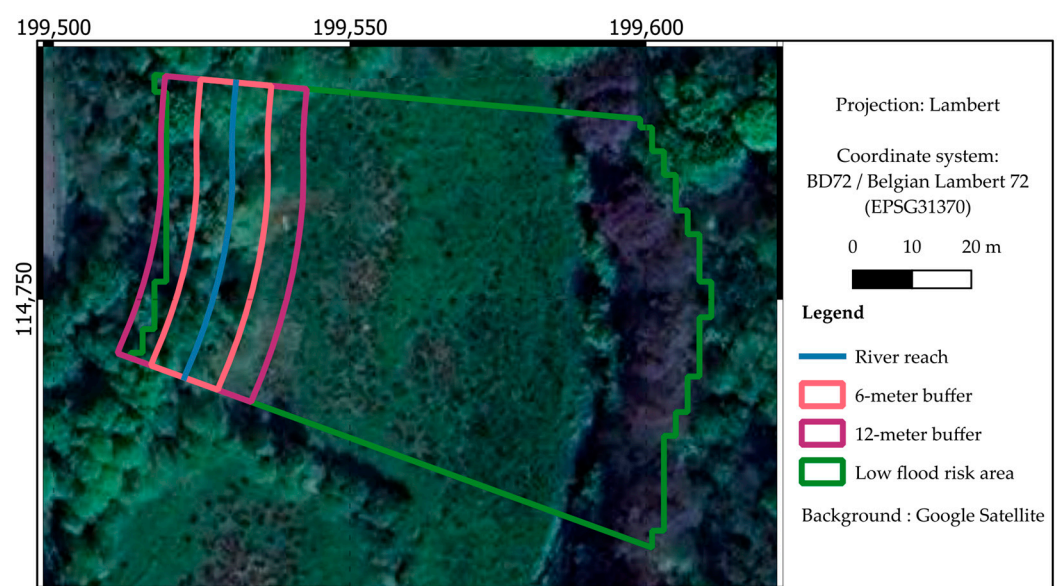 199,500
199,550
199,600
114,750
Projection: Lambert
Coordinate system:
BD72 / Belgian Lambert 72
(EPSG31370)
0 10 20 m
Legend
River reach
6-meter buffer
12-meter buffer
Low flood risk area
Background : Google Satellite